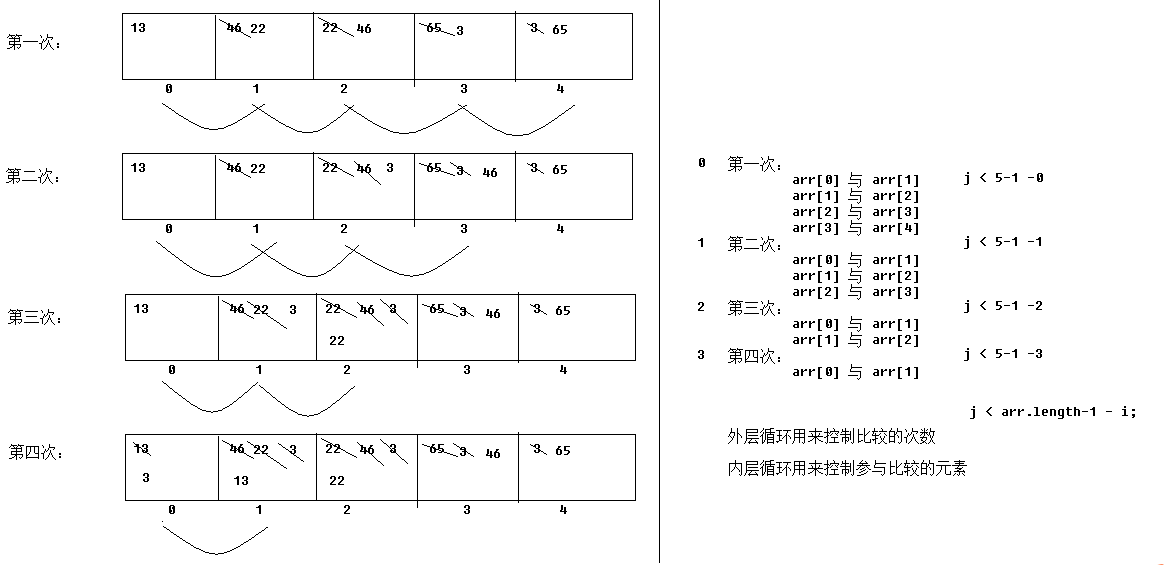 第一次：
13 46 22 22 46 65 3 3 65
0 1 2 3 4
第二次：
13 46 22 22 46 3 65 3 46 3 65
0 1 2 3 4
第三次：
13 46 22 3 22 46 3 65 3 46 3 65
22
0 1 2 3 4
第四次：
13 46 22 3 22 46 3 65 3 46 3 65
3 13 22
0 1 2 3 4
0 第一次：
arr[0] 与 arr[1] j < 5-1 -0
arr[1] 与 arr[2]
arr[2] 与 arr[3]
arr[3] 与 arr[4]
1 第二次： j < 5-1 -1
arr[0] 与 arr[1]
arr[1] 与 arr[2]
arr[2] 与 arr[3]
2 第三次： j < 5-1 -2
arr[0] 与 arr[1]
arr[1] 与 arr[2]
3 第四次： j < 5-1 -3
arr[0] 与 arr[1]
j < arr.length-1 - i;
外层循环用来控制比较的次数
内层循环用来控制参与比较的元素